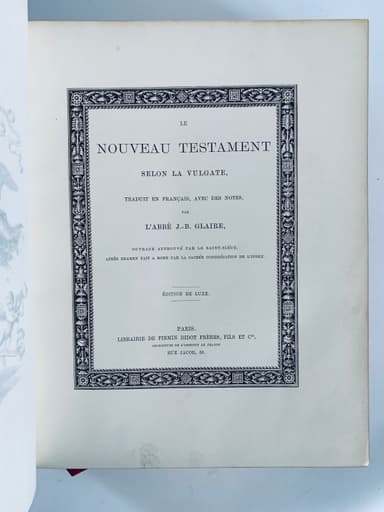 LE
NOUVEAU TESTAMENT
SELON LA VULGATE,
TRADUIT EN FRANÇAIS, AVEC DES NOTES,
PAR
L'ABBÉ J.-B. GLAIRE,
OUVRAGE APPROUVÉ PAR LE SAINT-SIÉGE,
APRÈS EXAMEN FAIT A ROME PAR LA SACRÉE CONGRÉGATION DE L'INDEX
ÉDITION DE LUXE.
PARIS,
LIBRAIRIE DE FIRMIN DIDOT FRÈRES, FILS ET Cie,
IMPRIMEURS DE L'INSTITUT DE FRANCE
RUE JACOB, 56.